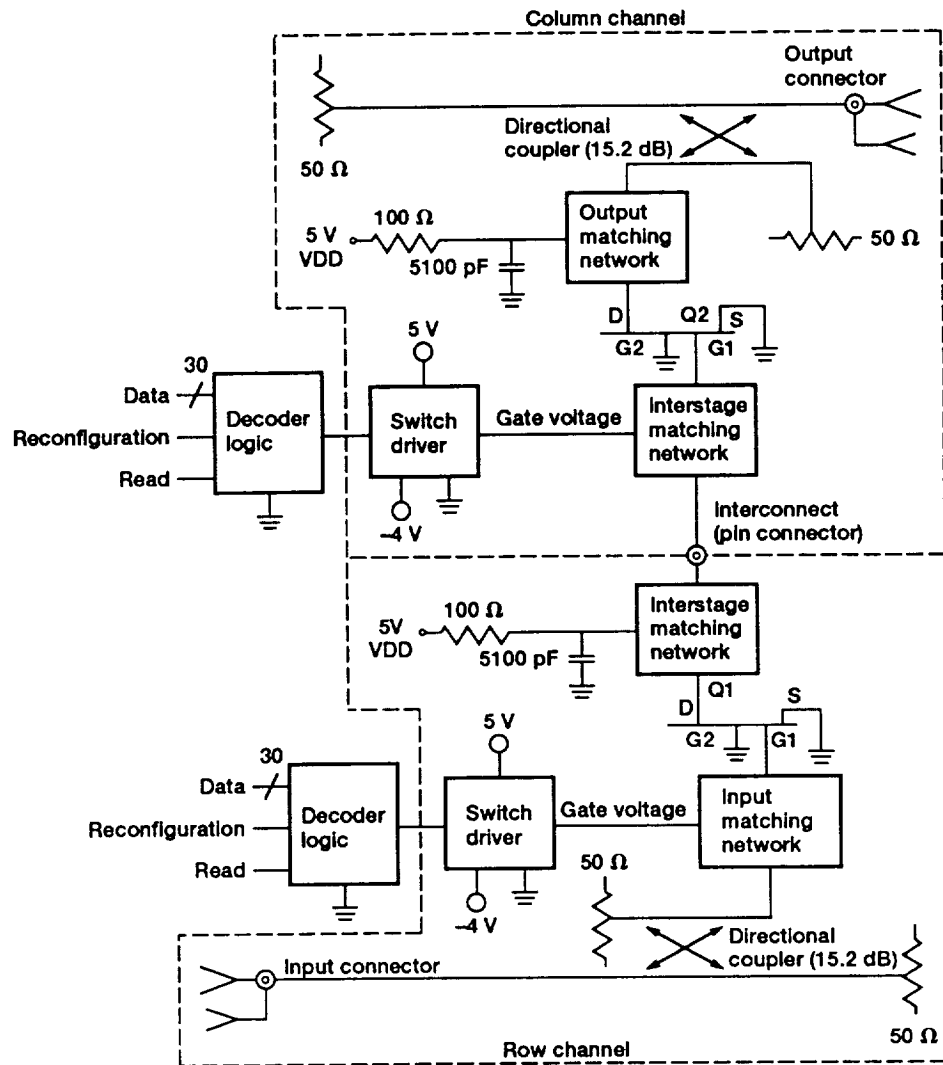 Column channel
Output
connector
Directional
coupler (15.2 dB)
50 Ω
100 Ω
5 V
VDD
5100 pF
Output
matching
network
50 Ω
D
Q2
S
G2
G1
5 V
30
Data
Reconfiguration
Read
Decoder
logic
Switch
driver
Gate voltage
Interstage
matching
network
–4 V
Interconnect
(pin connector)
100 Ω
5V
VDD
5100 pF
Interstage
matching
network
Q1
D
S
G2
G1
5 V
30
Data
Reconfiguration
Read
Decoder
logic
Switch
driver
Gate voltage
Input
matching
network
50 Ω
–4 V
Directional
coupler (15.2 dB)
Input connector
50 Ω
Row channel